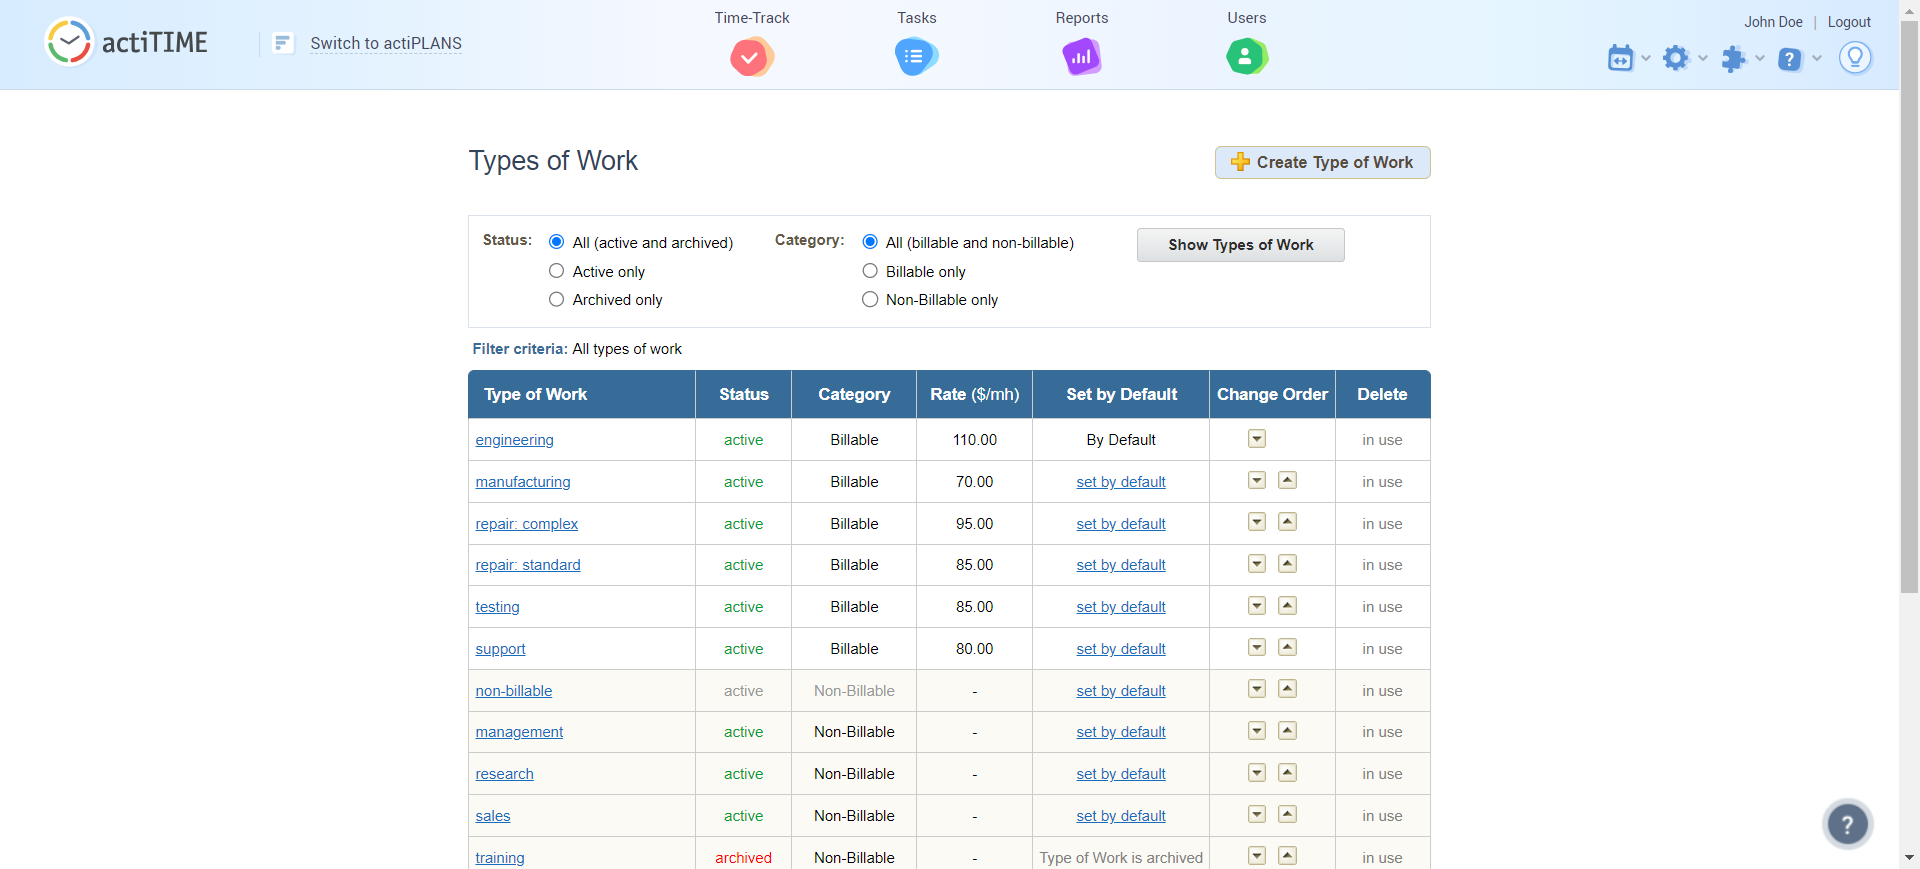 actiTIME
Switch to actiPLANS
Time-Track
Tasks
Reports
Users
John Doe | Logout
?
Types of Work
Create Type of Work
Status:
All (active and archived)
Active only
Archived only
Category:
All (billable and non-billable)
Billable only
Non-Billable only
Show Types of Work
Filter criteria: All types of work
Type of Work Status Category Rate ($/mh) Set by Default Change Order Delete
engineering active Billable 110.00 By Default in use
manufacturing active Billable 70.00 set by default in use
repair: complex active Billable 95.00 set by default in use
repair: standard active Billable 85.00 set by default in use
testing active Billable 85.00 set by default in use
support active Billable 80.00 set by default in use
non-billable active Non-Billable - set by default in use
management active Non-Billable - set by default in use
research active Non-Billable - set by default in use
sales active Non-Billable - set by default in use
training archived Non-Billable - Type of Work is archived in use
?